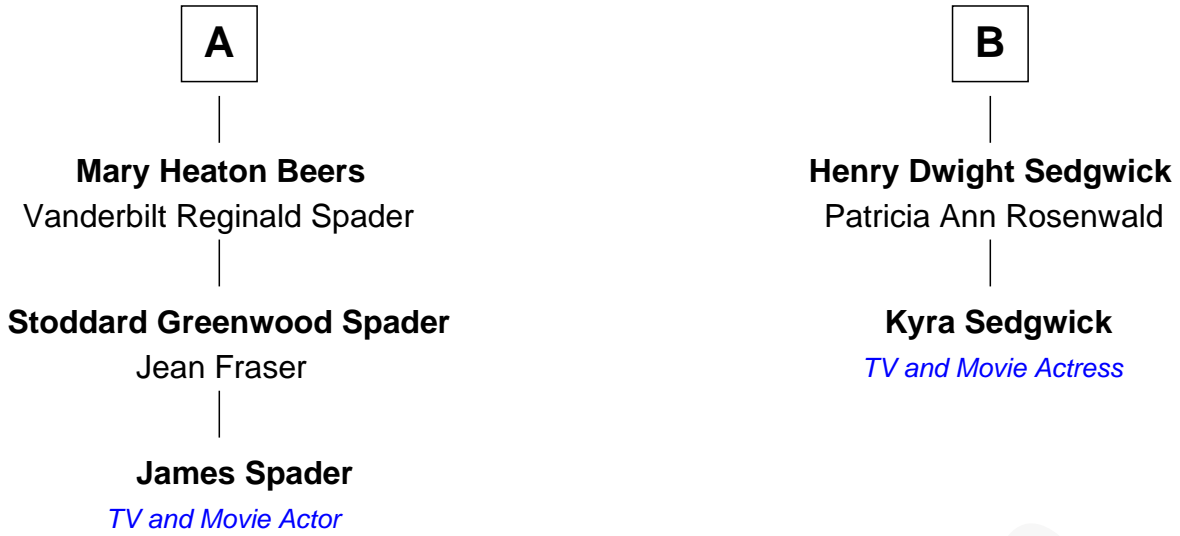 A
Mary Heaton Beers
Vanderbilt Reginald Spader
Stoddard Greenwood Spader
Jean Fraser
James Spader
TV and Movie Actor
B
Henry Dwight Sedgwick
Patricia Ann Rosenwald
Kyra Sedgwick
TV and Movie Actress